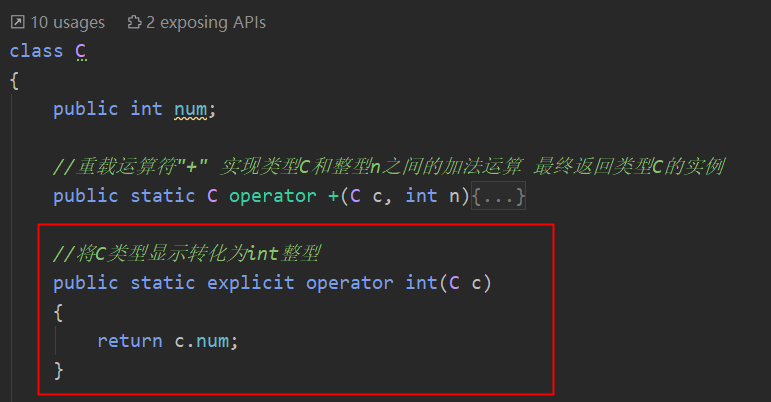 10 usages 2 exposing APIs
class C
{
public int num;
//重载运算符"+" 实现类型C和整型n之间的加法运算 最终返回类型C的实例
public static C operator +(C c, int n){...}
//将C类型显示转化为int整型
public static explicit operator int(C c)
{
return c.num;
}